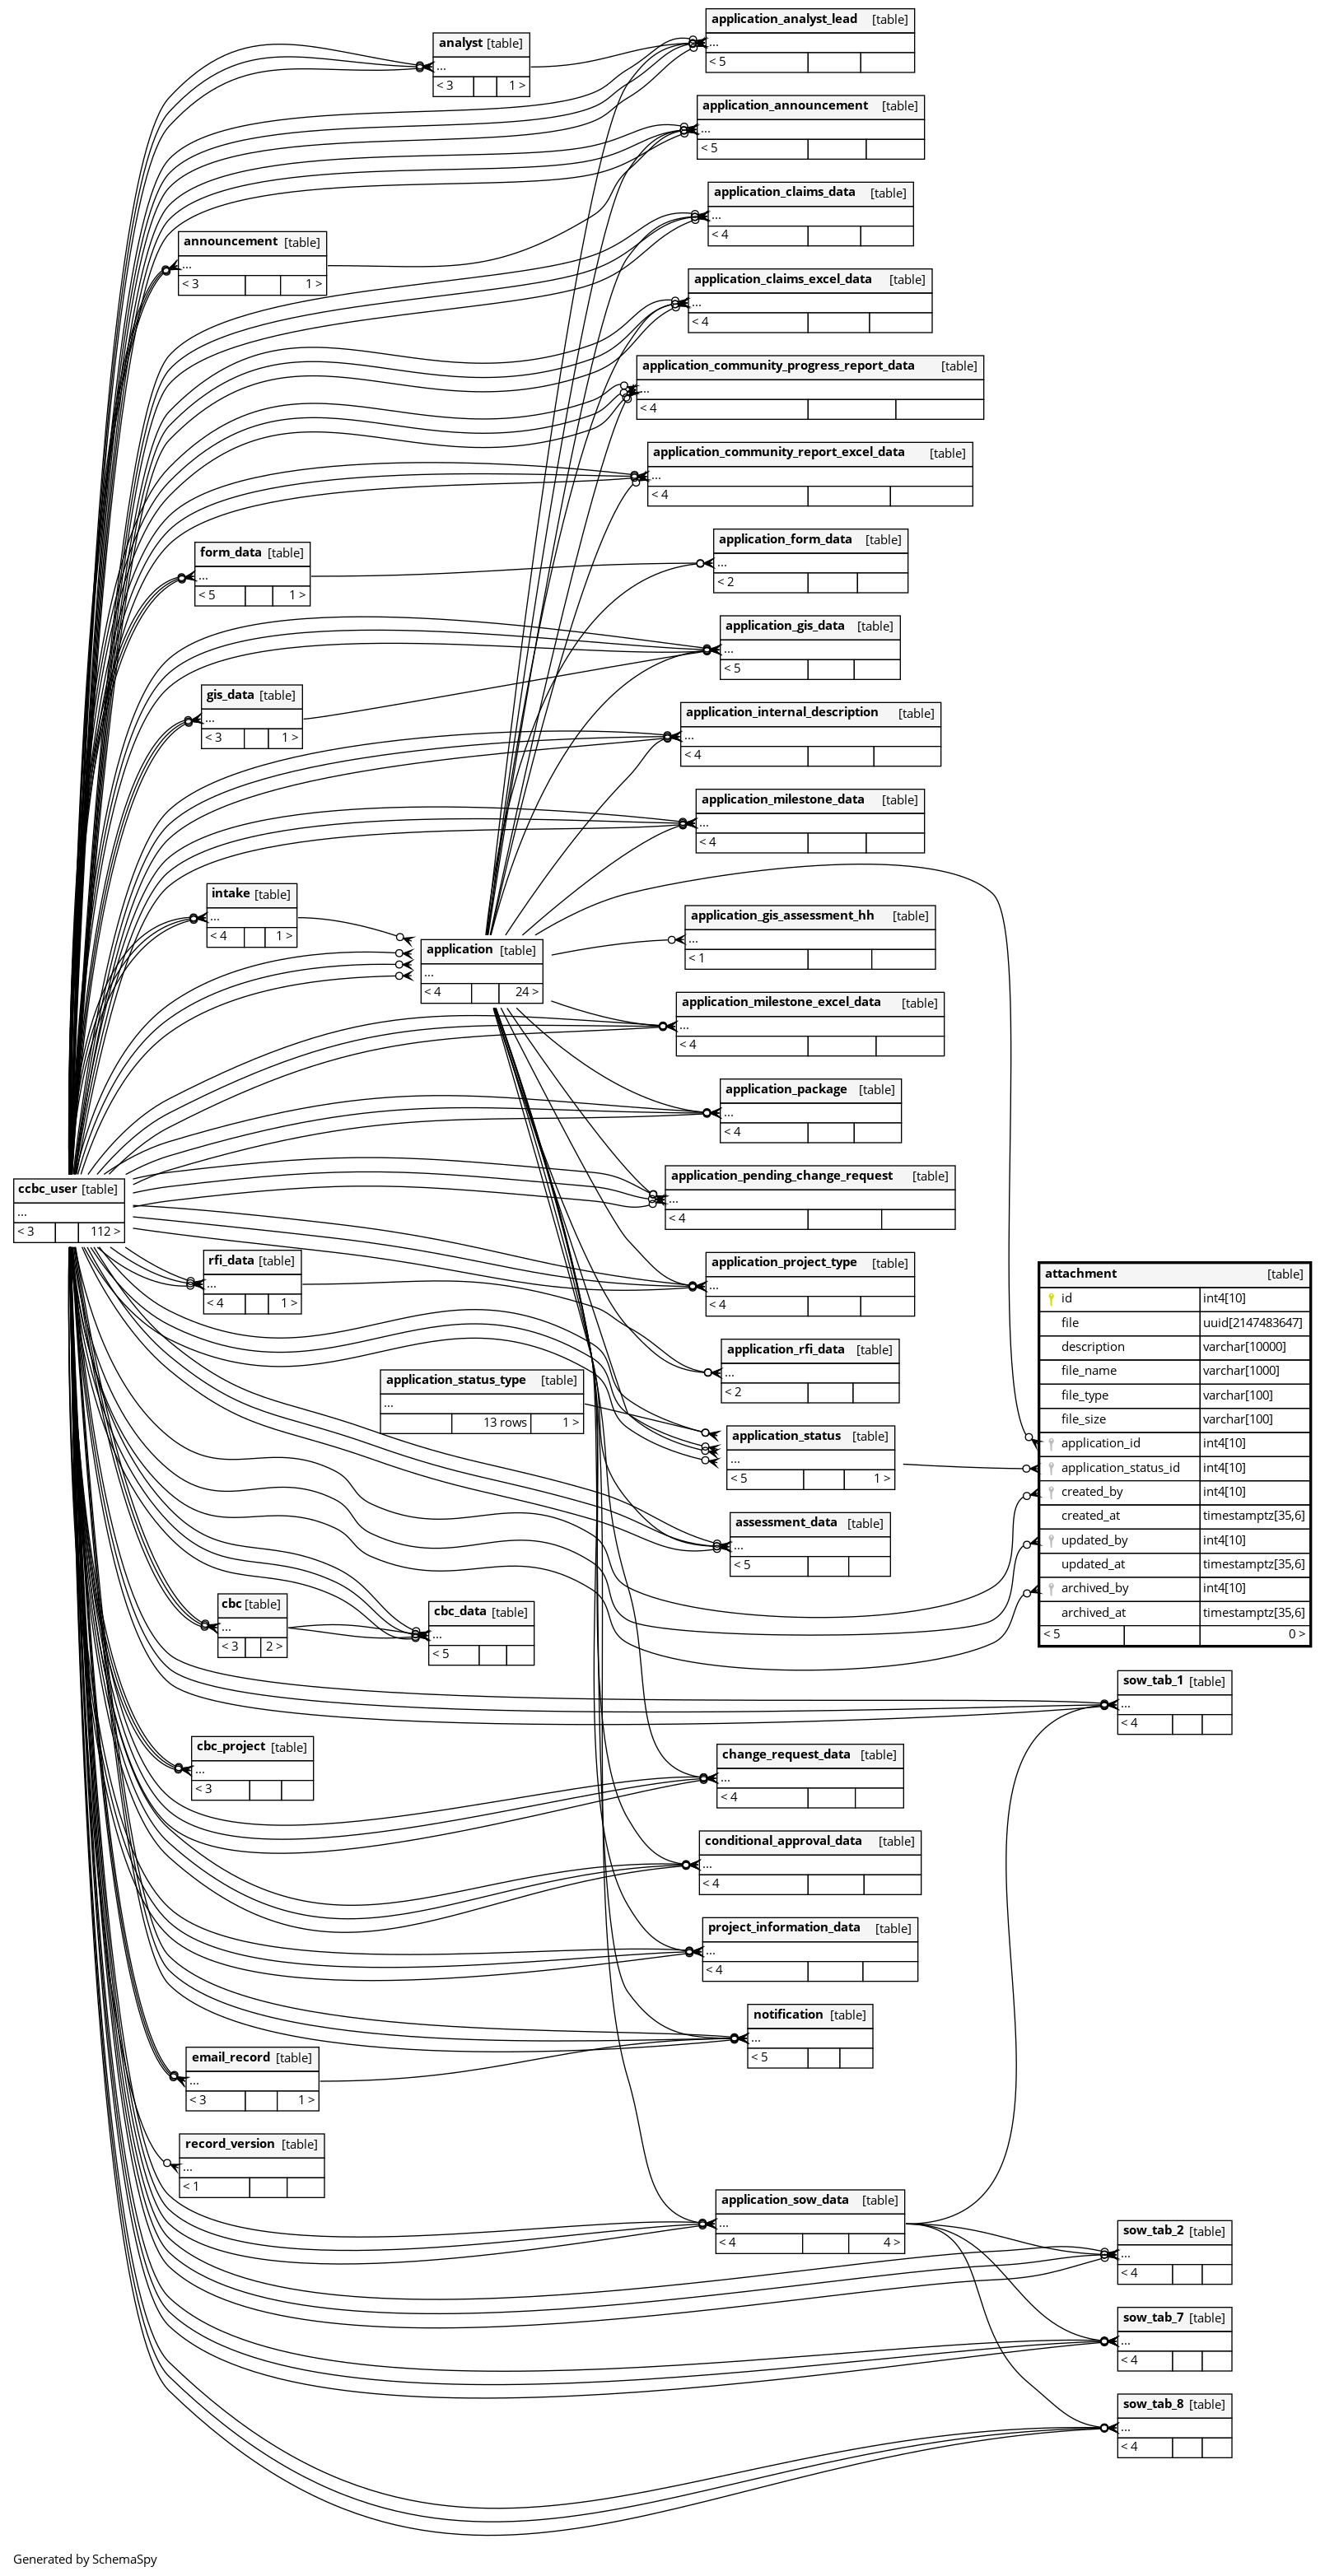 analyst [table]
...
< 3 1 >
application_analyst_lead [table]
...
< 5
application_announcement [table]
...
< 5
application_claims_data [table]
...
< 4
announcement [table]
...
< 3 1 >
application_claims_excel_data [table]
...
< 4
application_community_progress_report_data [table]
...
< 4
application_community_report_excel_data [table]
...
< 4
form_data [table]
...
< 5 1 >
application_form_data [table]
...
< 2
application_gis_data [table]
...
< 5
gis_data [table]
...
< 3 1 >
application_internal_description [table]
...
< 4
application_milestone_data [table]
...
< 4
intake [table]
...
< 4 1 >
application [table]
...
< 4 24 >
application_gis_assessment_hh [table]
...
< 1
application_milestone_excel_data [table]
...
< 4
application_package [table]
...
< 4
application_pending_change_request [table]
...
< 4
ccbc_user [table]
...
< 3 112 >
rfi_data [table]
...
< 4 1 >
application_project_type [table]
...
< 4
application_rfi_data [table]
...
< 2
application_status_type [table]
...
13 rows 1 >
application_status [table]
...
< 5 1 >
attachment [table]
id int4[10]
file uuid[2147483647]
description varchar[10000]
file_name varchar[1000]
file_type varchar[100]
file_size varchar[100]
application_id int4[10]
application_status_id int4[10]
created_by int4[10]
created_at timestamptz[35,6]
updated_by int4[10]
updated_at timestamptz[35,6]
archived_by int4[10]
archived_at timestamptz[35,6]
< 5 0 >
assessment_data [table]
...
< 5
cbc [table]
...
< 3 2 >
cbc_data [table]
...
< 5
sow_tab_1 [table]
...
< 4
cbc_project [table]
...
< 3
change_request_data [table]
...
< 4
conditional_approval_data [table]
...
< 4
project_information_data [table]
...
< 4
notification [table]
...
< 5
email_record [table]
...
< 3 1 >
record_version [table]
...
< 1
application_sow_data [table]
...
< 4 4 >
sow_tab_2 [table]
...
< 4
sow_tab_7 [table]
...
< 4
sow_tab_8 [table]
...
< 4
Generated by SchemaSpy